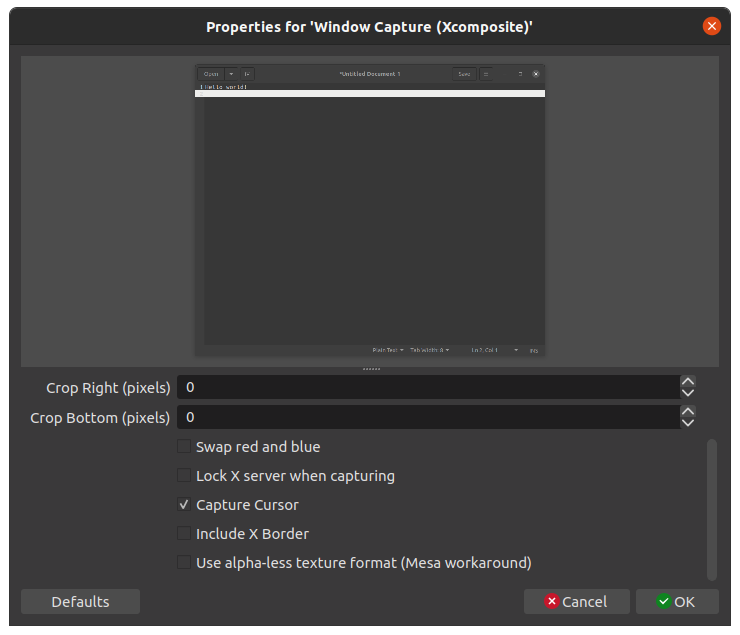 Properties for 'Window Capture (Xcomposite)'
Open
*Untitled Document 1
Save
1 Hello world!
Plain Text
Tab Width: 8
Ln 2, Col 1
INS
Crop Right (pixels) 0
Crop Bottom (pixels) 0
Swap red and blue
Lock X server when capturing
Capture Cursor
Include X Border
Use alpha-less texture format (Mesa workaround)
Defaults
Cancel
OK